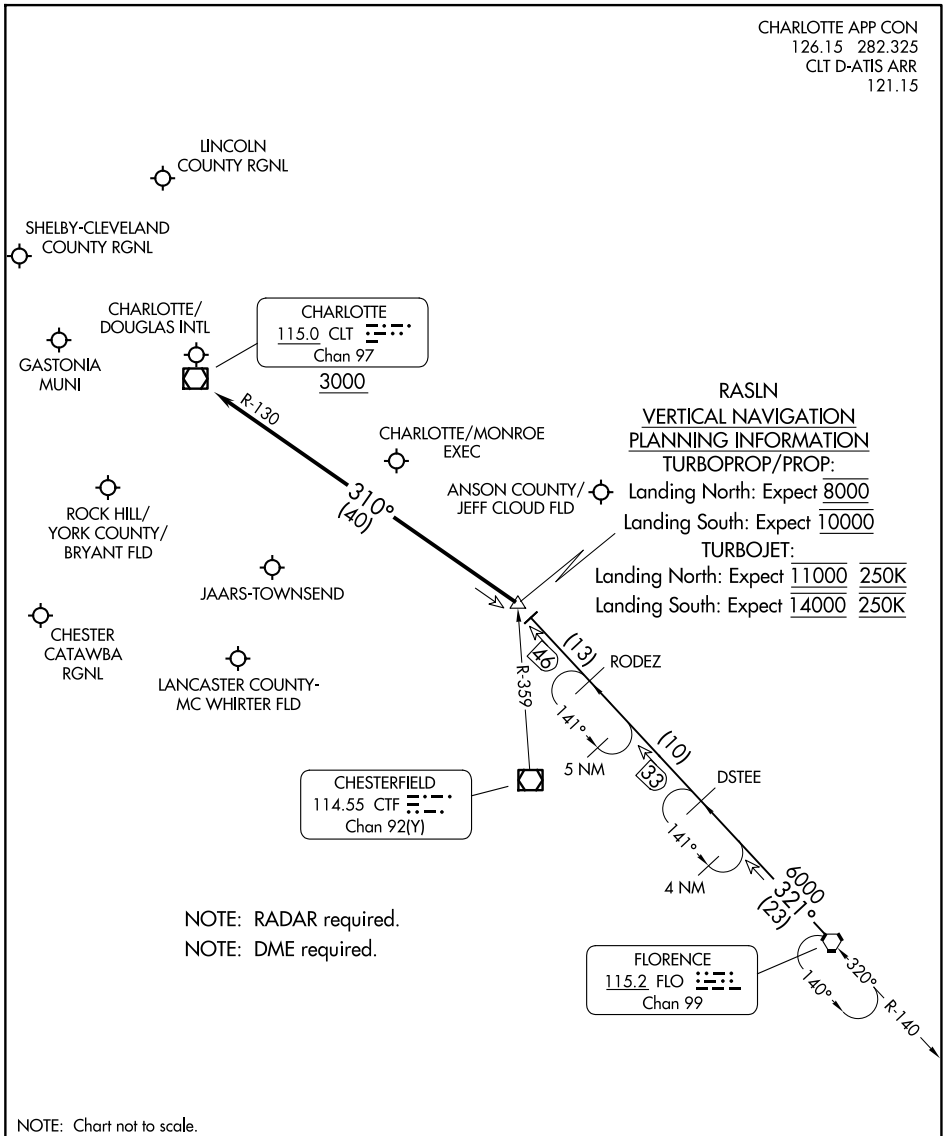 CHARLOTTE APP CON
126.15 282.325
CLT D-ATIS ARR
121.15
LINCOLN
COUNTY RGNL
SHELBY-CLEVELAND
COUNTY RGNL
CHARLOTTE/
DOUGLAS INTL
CHARLOTTE
115.0 CLT
Chan 97
3000
GASTONIA
MUNI
R-130
CHARLOTTE/MONROE
EXEC
RASLN
VERTICAL NAVIGATION
PLANNING INFORMATION
TURBOPROP/PROP:
Landing North: Expect 8000
Landing South: Expect 10000
TURBOJET:
Landing North: Expect 11000 250K
Landing South: Expect 14000 250K
ANSON COUNTY/
JEFF CLOUD FLD
310°
(40)
ROCK HILL/
YORK COUNTY/
BRYANT FLD
JAARS-TOWNSEND
CHESTER
CATAWBA
RGNL
LANCASTER COUNTY-
MC WHIRTER FLD
R-359
46
(13)
RODEZ
141°
5 NM
(10)
33
DSTEE
141°
4 NM
CHESTERFIELD
114.55 CTF
Chan 92(Y)
6000
321°
(23)
NOTE: RADAR required.
NOTE: DME required.
FLORENCE
115.2 FLO
Chan 99
140°
320°
R-140
NOTE: Chart not to scale.